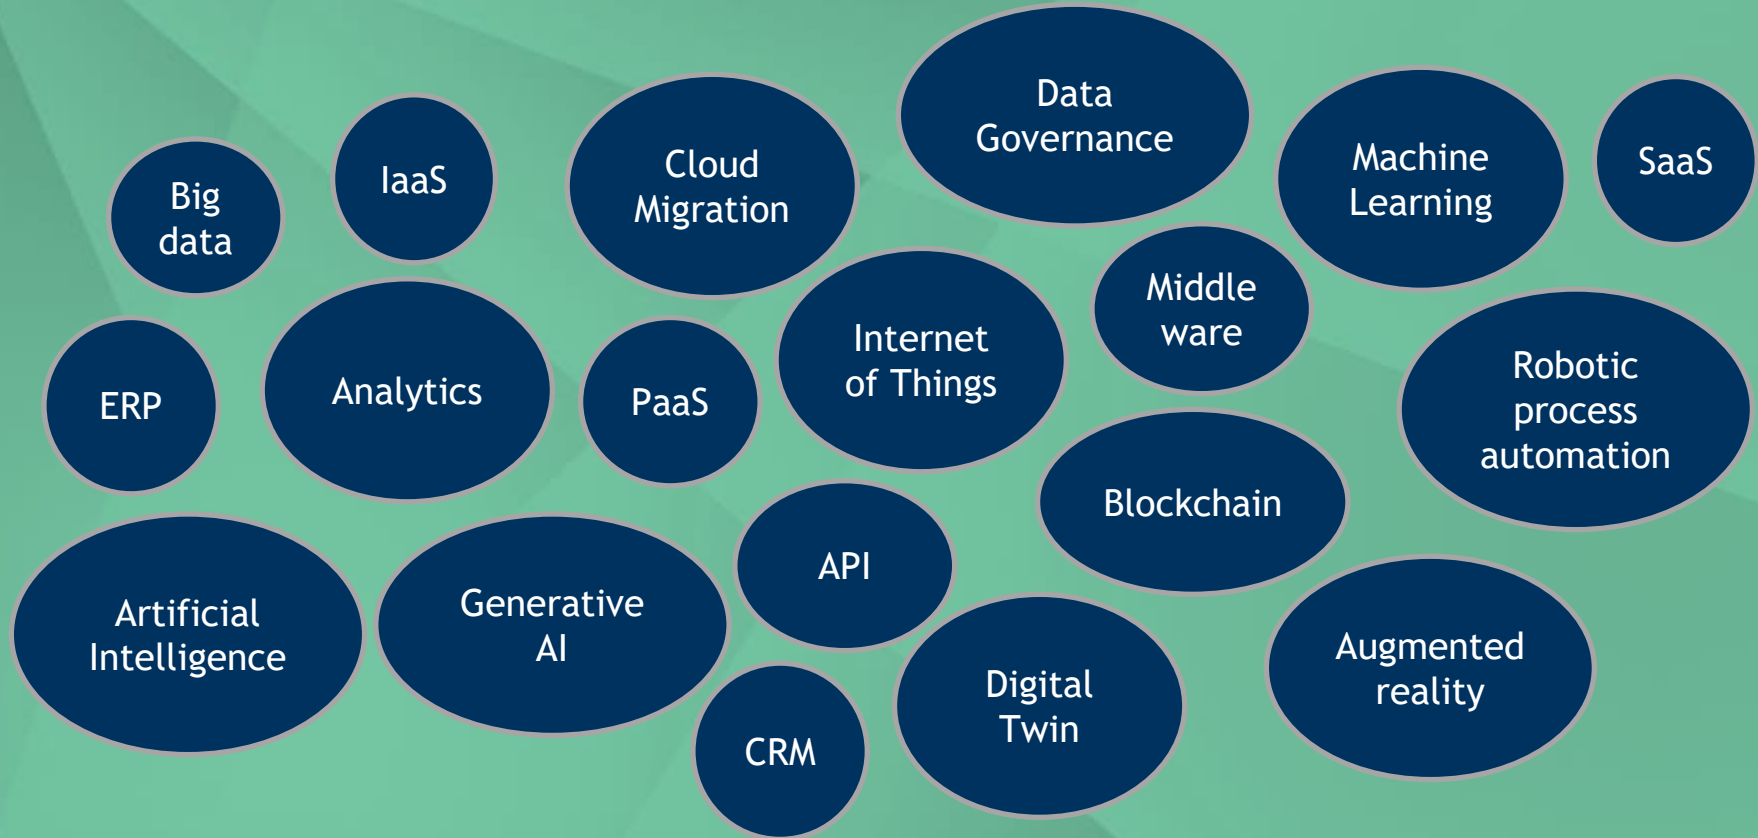 Data
Governance
Cloud
Migration
Machine
Learning
SaaS
IaaS
Big
data
Internet
of Things
Middle
ware
Robotic
process
automation
ERP
Analytics
PaaS
Blockchain
API
Artificial
Intelligence
Generative
AI
Augmented
reality
Digital
Twin
CRM